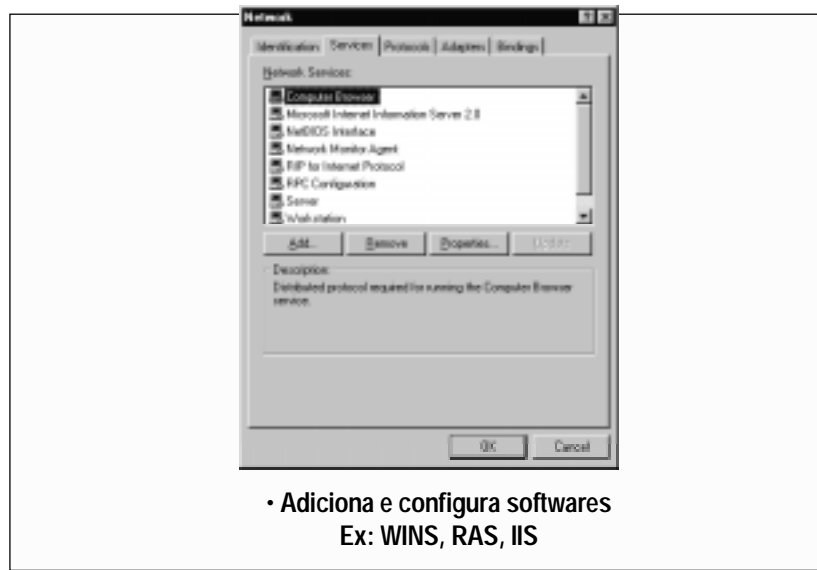 Network
Identification Services Protocols Adapters Bindings
Network Services:
Computer Browser
Microsoft Internet Information Server 2.0
NetBIOS Interface
Network Monitor Agent
RIP for Internet Protocol
RPC Configuration
Server
Workstation
Add... Remove Properties... Update
Description:
Distributed protocol required for running the Computer Browser
service.
OK Cancel
• Adiciona e configura softwares
Ex: WINS, RAS, IIS